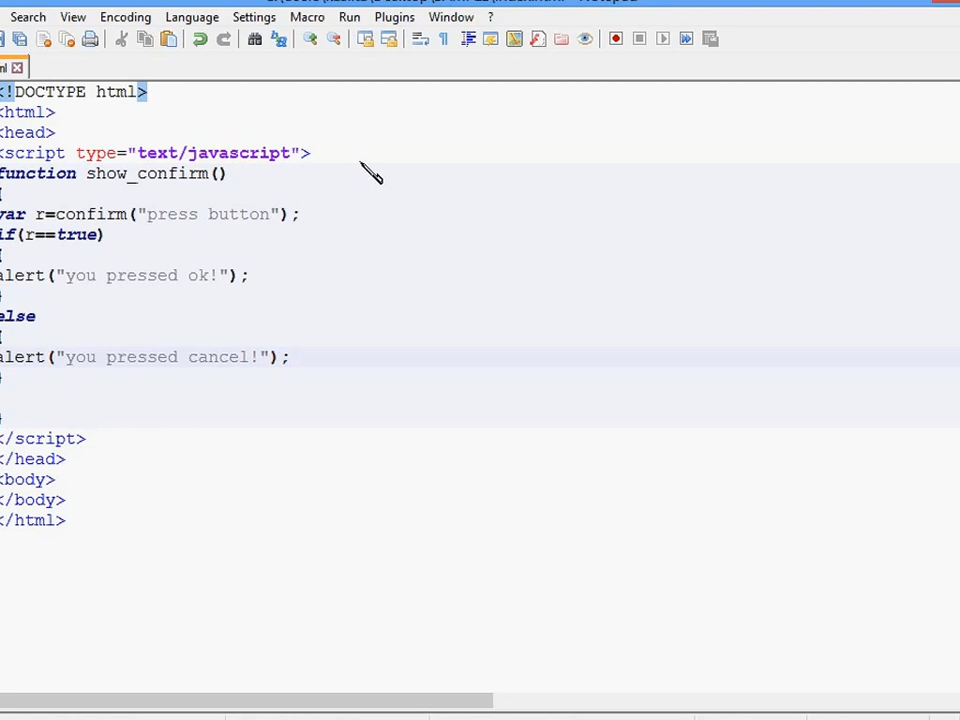 Search View Encoding Language Settings Macro Run Plugins Window ?
<!DOCTYPE html>
<html>
<head>
<script type="text/javascript">
function show_confirm()
{
var r=confirm("press button");
if(r==true)
{
alert("you pressed ok!");
}
else
{
alert("you pressed cancel!");
}
}
</script>
</head>
<body>
</body>
</html>